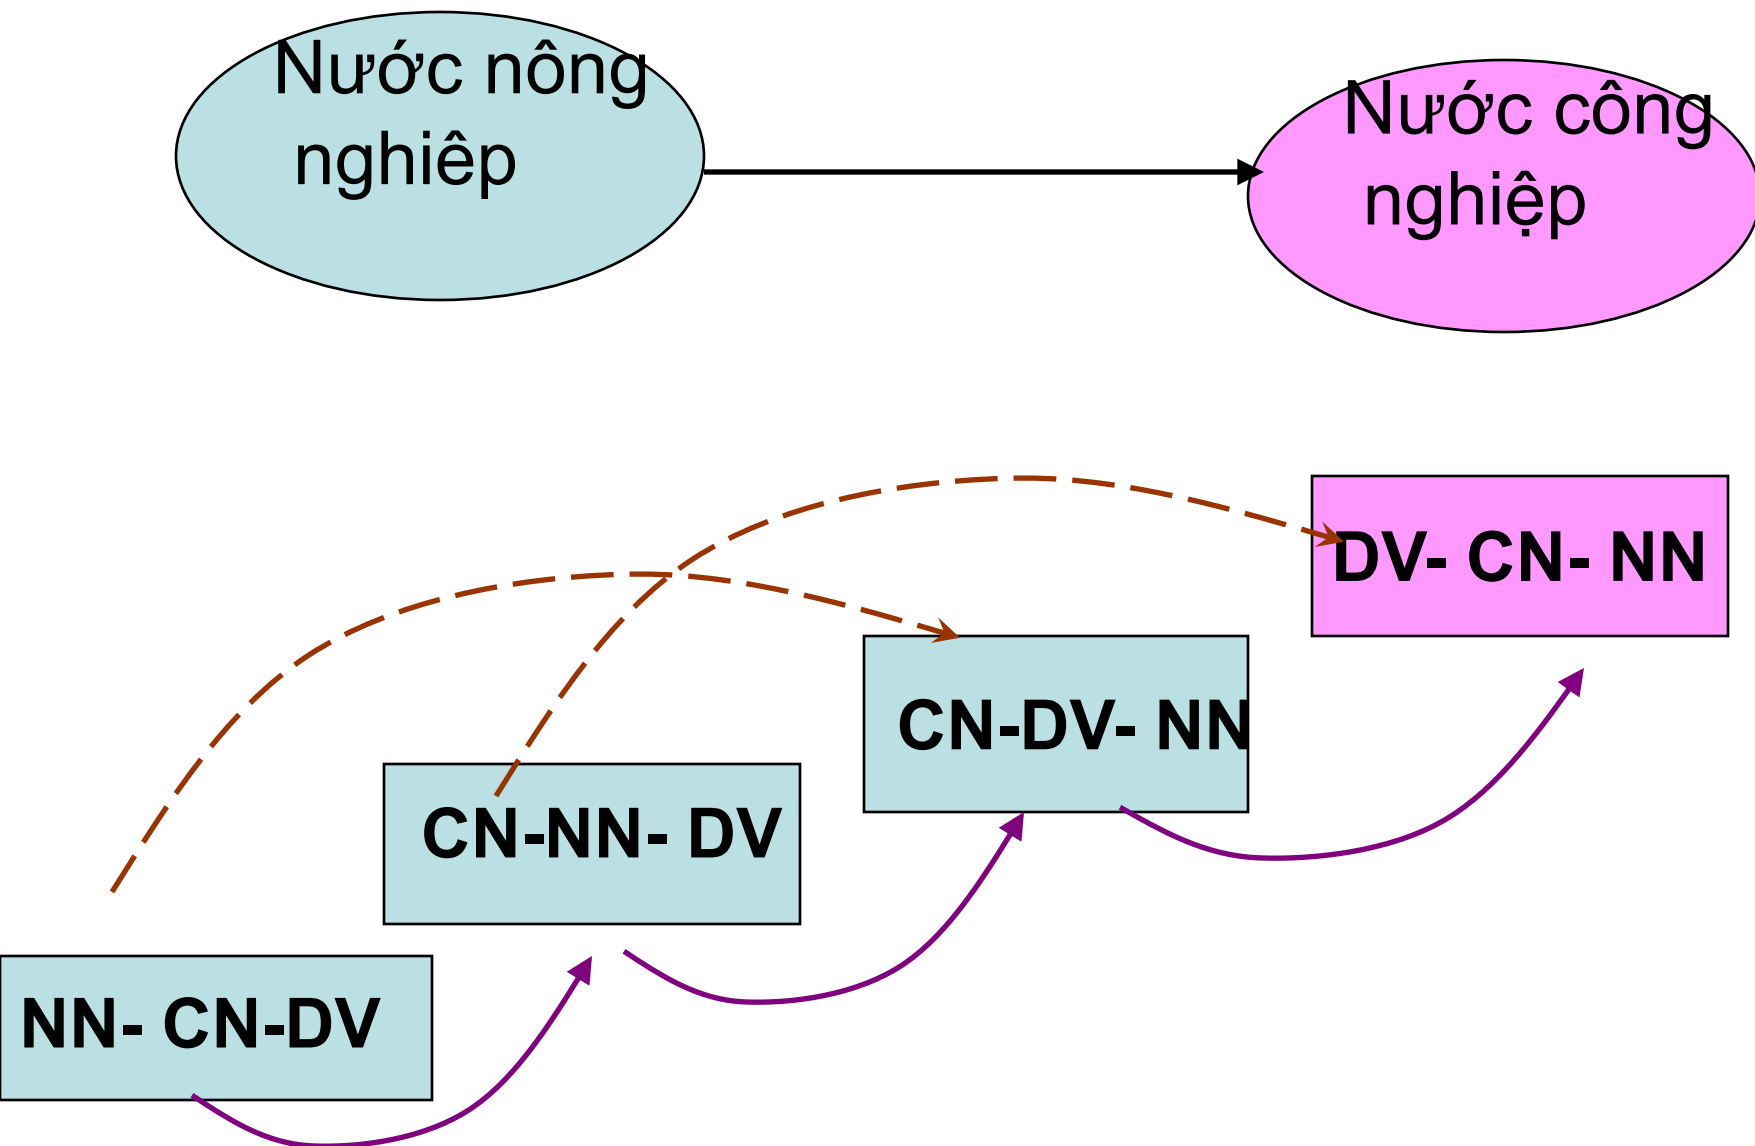 Nước nông
nghiêp
Nước công
nghiệp
DV- CN- NN
CN-DV- NN
CN-NN- DV
NN- CN-DV